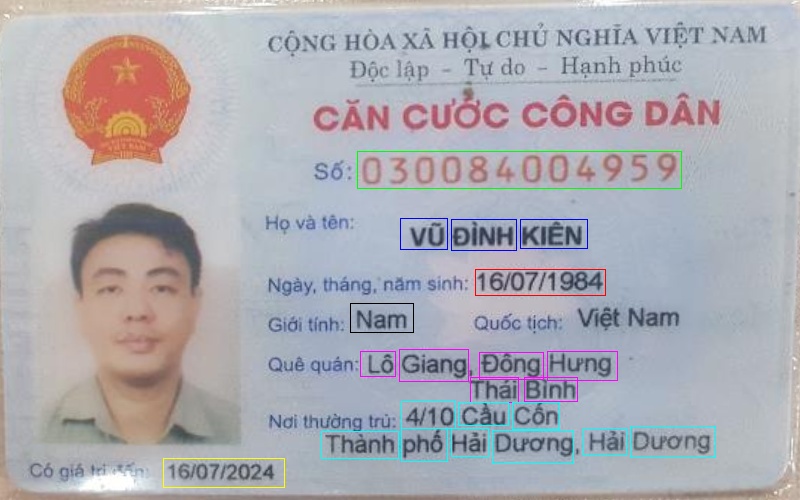 CỘNG HÒA XÃ HỘI CHỦ NGHĨA VIỆT NAM
Độc lập - Tự do - Hạnh phúc
CĂN CƯỚC CÔNG DÂN
Số: 030084004959
Họ và tên:
VŨ ĐÌNH KIÊN
Ngày, tháng, năm sinh: 16/07/1984
Giới tính: Nam Quốc tịch: Việt Nam
Quê quán: Lô Giang, Đông Hưng
Thái Bình
Nơi thường trú: 4/10 Cầu Cốn
Thành phố Hải Dương, Hải Dương
Có giá trị đến: 16/07/2024